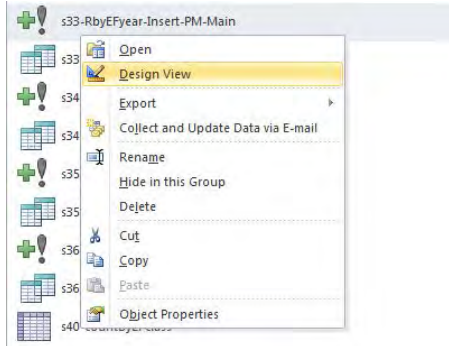 s33-RbyEFyear-Insert-PM-Main
s33
Open
Design View
s34
Export
s34
Collect and Update Data via E-mail
s35
Rename
Hide in this Group
s35
Delete
s36
Cut
Copy
s36
Paste
Object Properties
s40